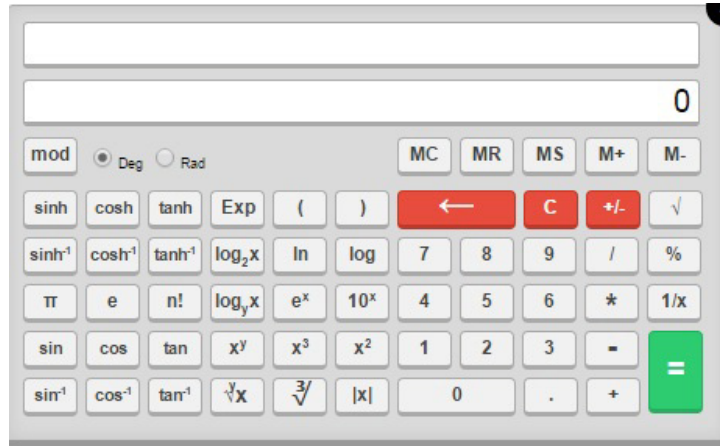 0
mod Deg Rad MC MR MS M+ M-
sinh cosh tanh Exp ( ) ← C +/- √
sinh⁻¹ cosh⁻¹ tanh⁻¹ log₂x ln log 7 8 9 / %
π e n! logᵧx eˣ 10ˣ 4 5 6 * 1/x
sin cos tan xʸ x³ x² 1 2 3 - =
sin⁻¹ cos⁻¹ tan⁻¹ ʸ√x ³√ |x| 0 . +